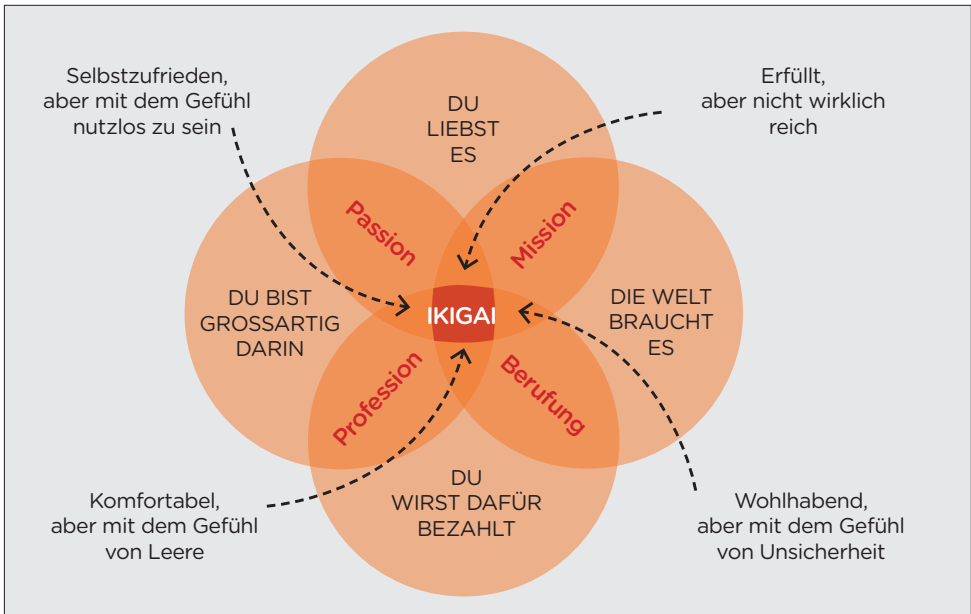 Selbstzufrieden,
aber mit dem Gefühl
nutzlos zu sein
Erfüllt,
aber nicht wirklich
reich
DU
LIEBST
ES
Passion
Mission
DU BIST
GROSSARTIG
DARIN
IKIGAI
DIE WELT
BRAUCHT
ES
Profession
Berufung
DU
WIRST DAFÜR
BEZAHLT
Komfortabel,
aber mit dem Gefühl
von Leere
Wohlhabend,
aber mit dem Gefühl
von Unsicherheit